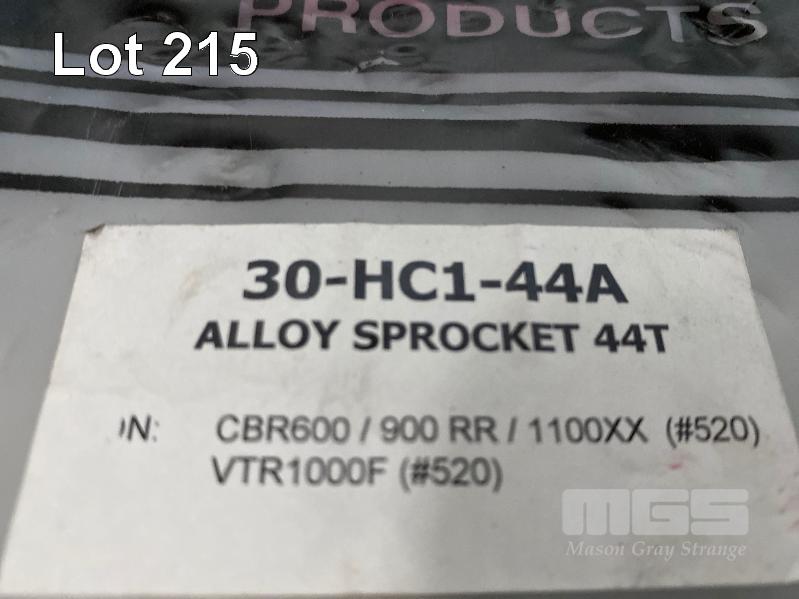 PRODUCTS
Lot 215
30-HC1-44A
ALLOY SPROCKET 44T
N: CBR600 / 900 RR / 1100XX (#520)
VTR1000F (#520)
MGS
Mason Gray Strange